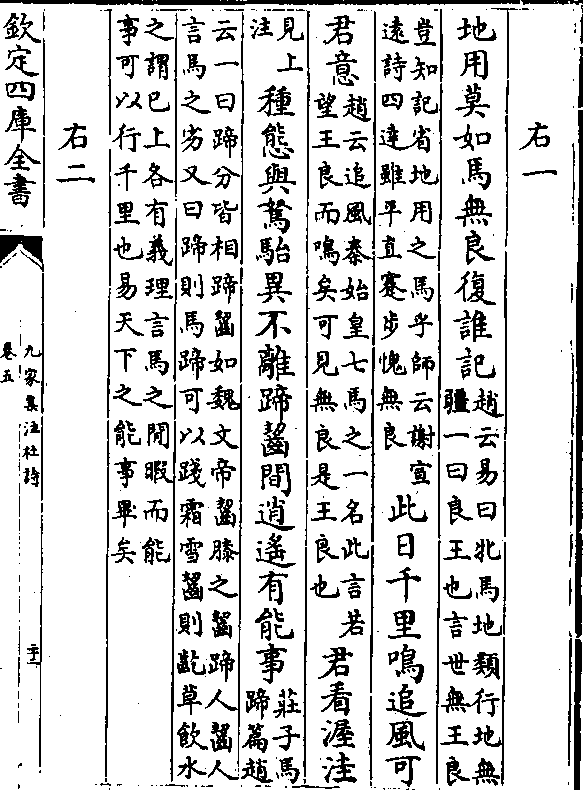 右一
地用莫如馬無良復誰記
趙云易曰牝馬地類行地無
疆一曰良王也言世無王良
豈知記省地用之馬乎師云謝宣
逺詩四達雖平直蹇步愧無良
此日千里鳴追風可
君意
趙云追風秦始皇七馬之一名此言若
望王良而鳴矣可見無良是王良也
君看渥洼
見上
注
種態與駑駘異不離蹄齧間逍遙有能事
莊子馬
蹄篇趙
云一曰蹄分皆相蹄齧如魏文帝齧膝之齧蹄人齧人
言馬之劣又曰蹄則馬蹄可以踐霜雪齧則齕草飲水
之謂已上各有義理言馬之閒暇而能
事可以行千里也易天下之能事畢矣
右二
欽定四庫全書
九家集注杜詩
卷五